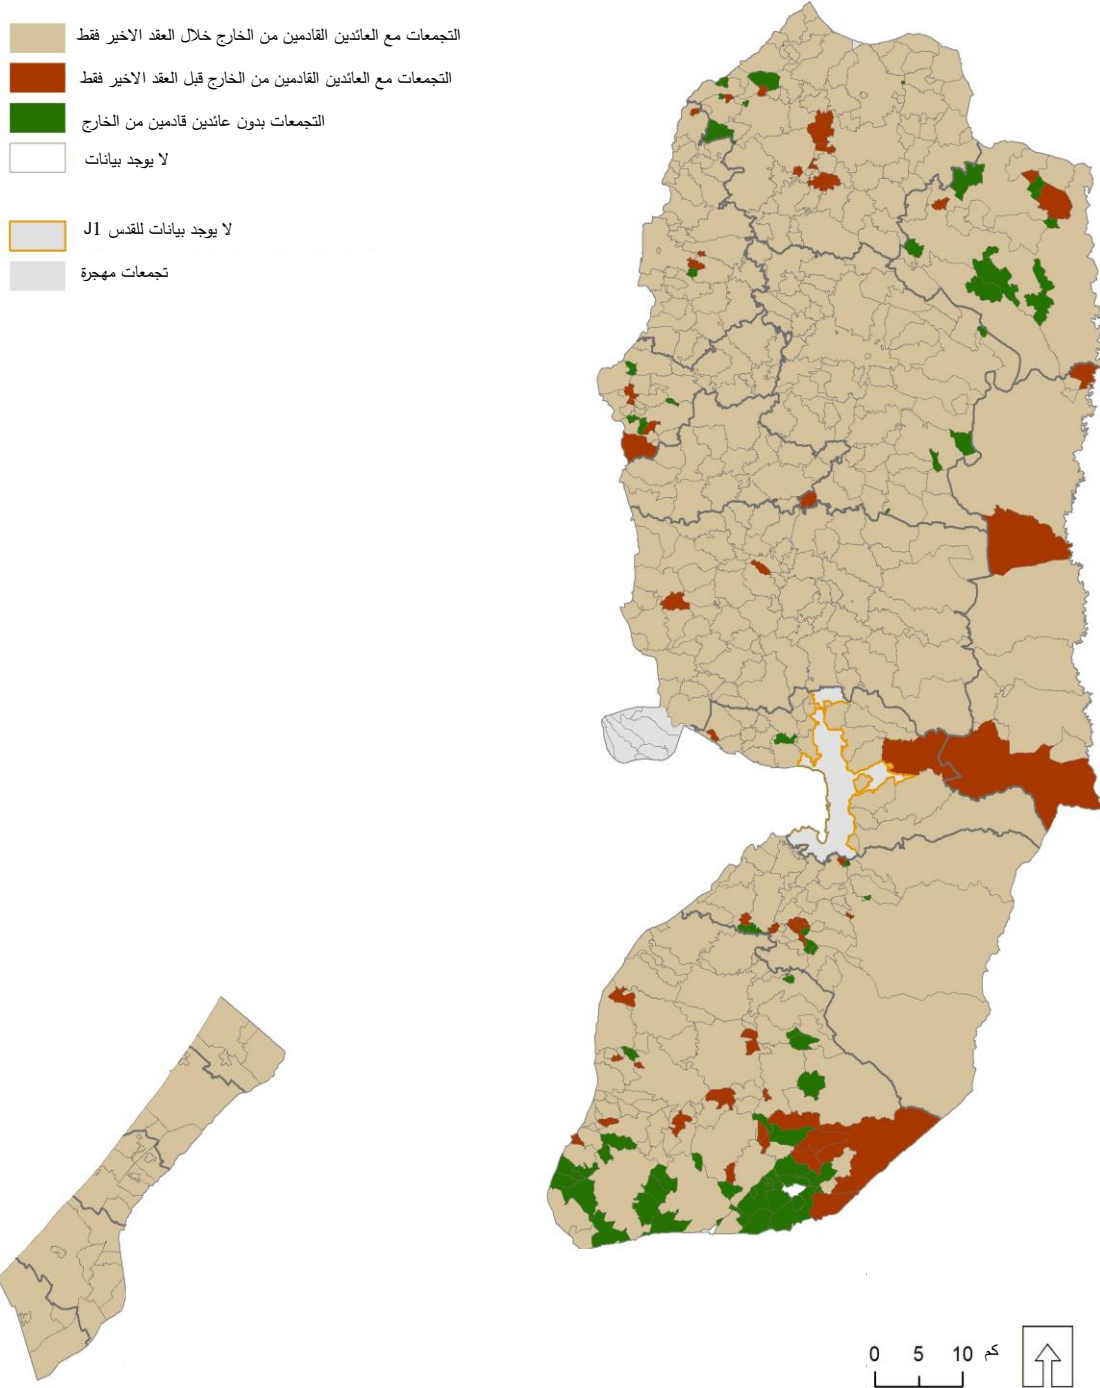 التجمعات مع العائدين القادمين من الخارج خلال العقد الاخير فقط
التجمعات مع العائدين القادمين من الخارج قبل العقد الاخير فقط
التجمعات بدون عائدين قادمين من الخارج
لا يوجد بيانات
لا يوجد بيانات للقدس J1
تجمعات مهجرة
0 5 10 كم